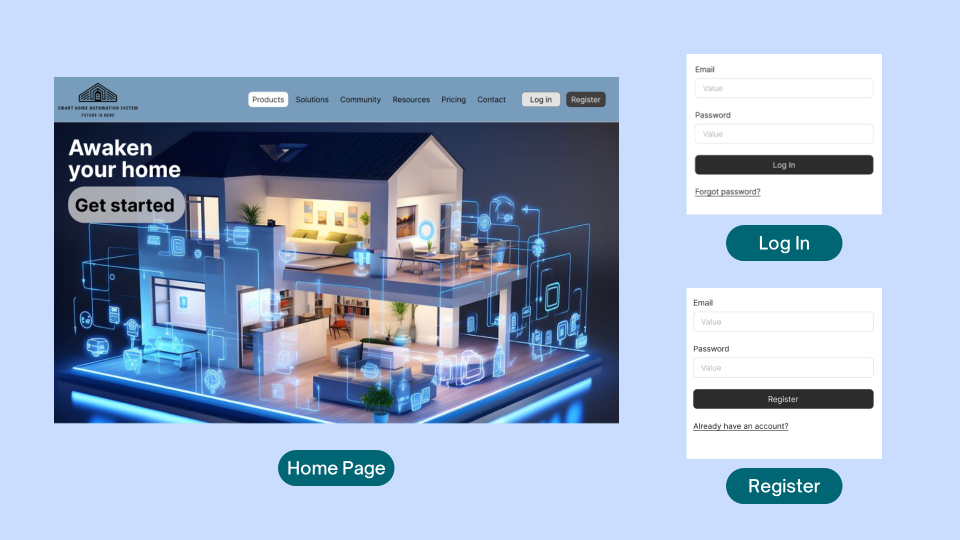 SMART HOME AUTOMATION SYSTEM
FUTURE IS HERE
Products Solutions Community Resources Pricing Contact Log in Register
Awaken
your home
Get started
Home Page
Email
Value
Password
Value
Log In
Forgot password?
Log In
Email
Value
Password
Value
Register
Already have an account?
Register